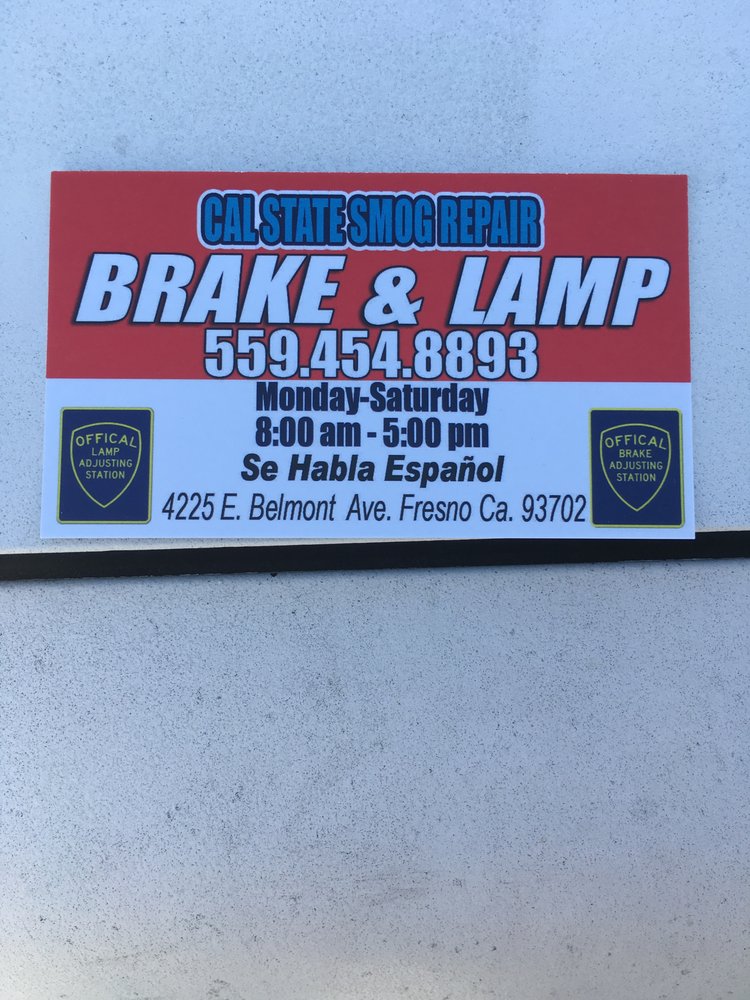 CAL STATE SMOG REPAIR
BRAKE & LAMP
559.454.8893
Monday-Saturday
8:00 am - 5:00 pm
Se Habla Español
4225 E. Belmont Ave. Fresno Ca. 93702
OFFICAL
LAMP
ADJUSTING
STATION
OFFICAL
BRAKE
ADJUSTING
STATION